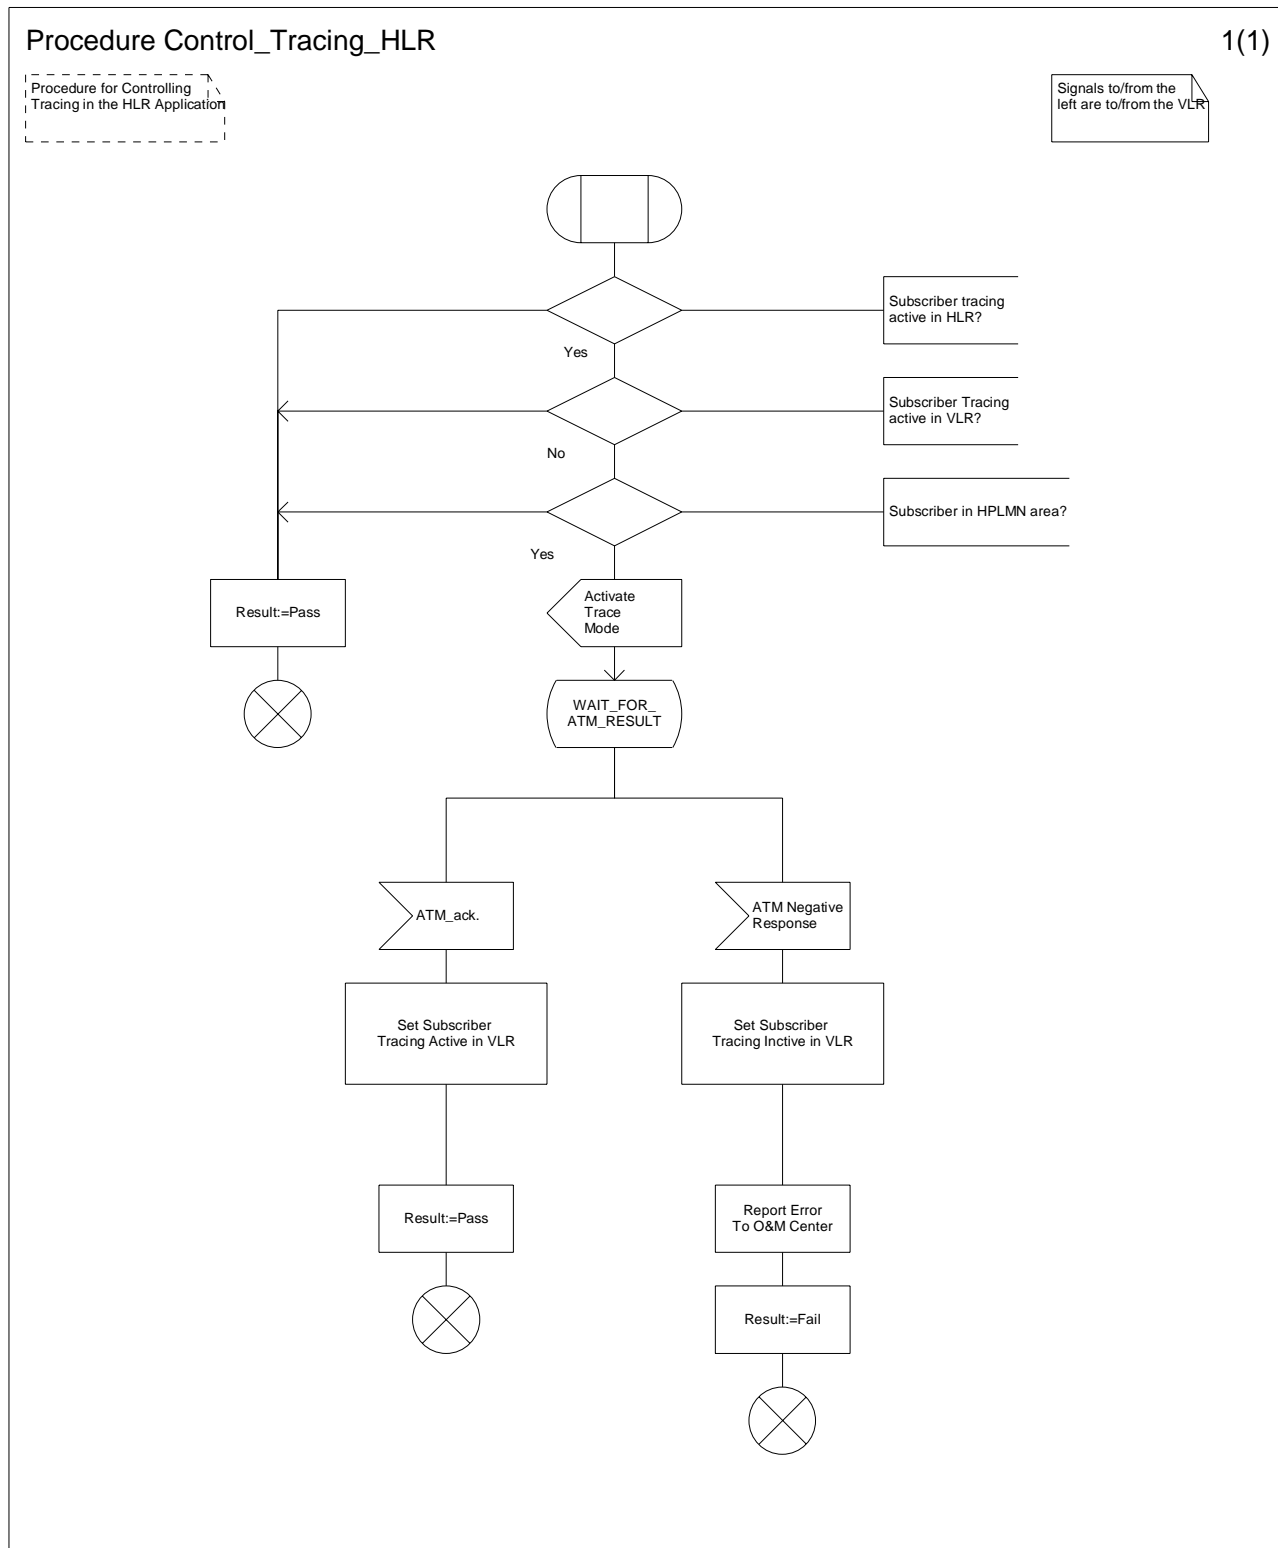 Procedure Control_Tracing_HLR
1(1)
Procedure for Controlling
Tracing in the HLR Application
Signals to/from the
left are to/from the VLR
Subscriber tracing
active in HLR?
Yes
Subscriber Tracing
active in VLR?
No
Subscriber in HPLMN area?
Yes
Result:=Pass
Activate
Trace
Mode
WAIT_FOR_
ATM_RESULT
ATM_ack.
ATM Negative
Response
Set Subscriber
Tracing Active in VLR
Set Subscriber
Tracing Inctive in VLR
Result:=Pass
Report Error
To O&M Center
Result:=Fail